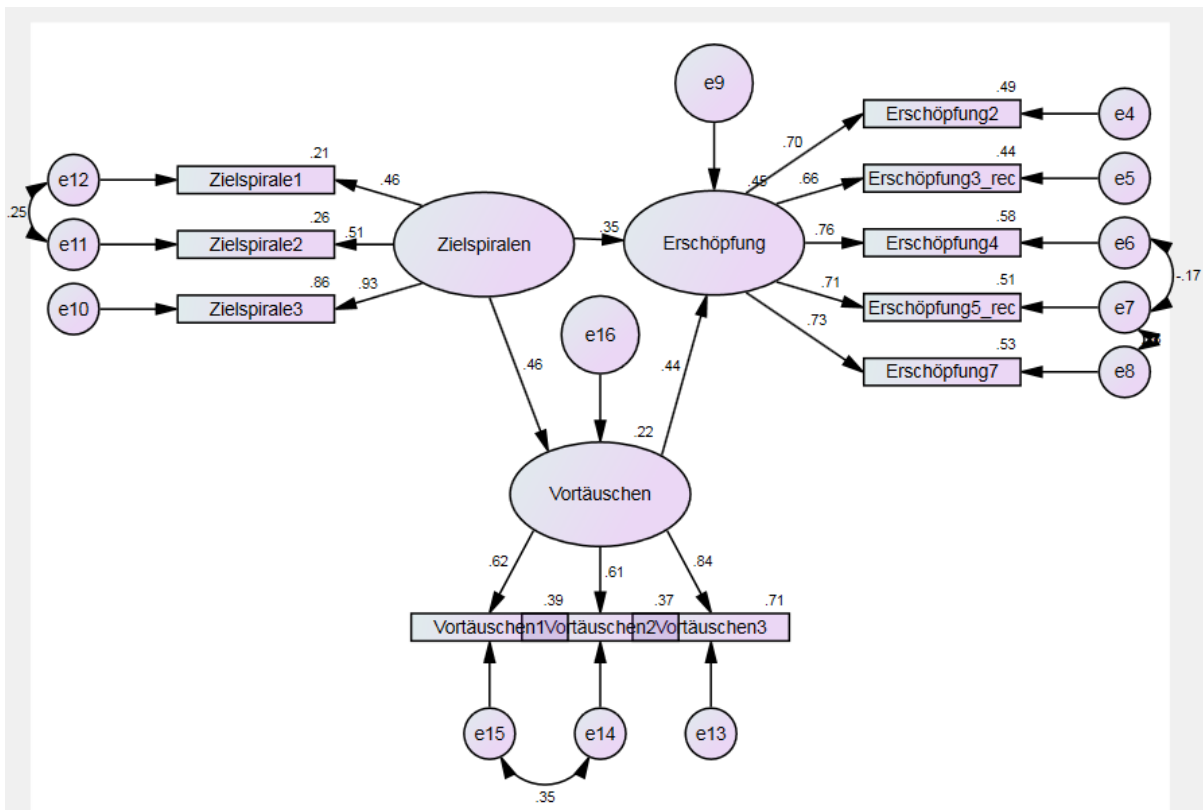 e9
.49
Erschöpfung2
e4
.70
.21
.44
e12
Zielspirale1
.46
.45
.66
Erschöpfung3_rec
e5
.25
.26
.58
e11
Zielspirale2
.51
Zielspiralen
.35
Erschöpfung
.76
Erschöpfung4
e6
-.17
.86
.93
.71
.51
e10
Zielspirale3
Erschöpfung5_rec
e7
.73
e16
.53
.46
.44
Erschöpfung7
e8
.22
Vortäuschen
.62
.61
.84
.39
.37
.71
Vortäuschen1
Vortäuschen2
Vortäuschen3
e15
e14
e13
.35